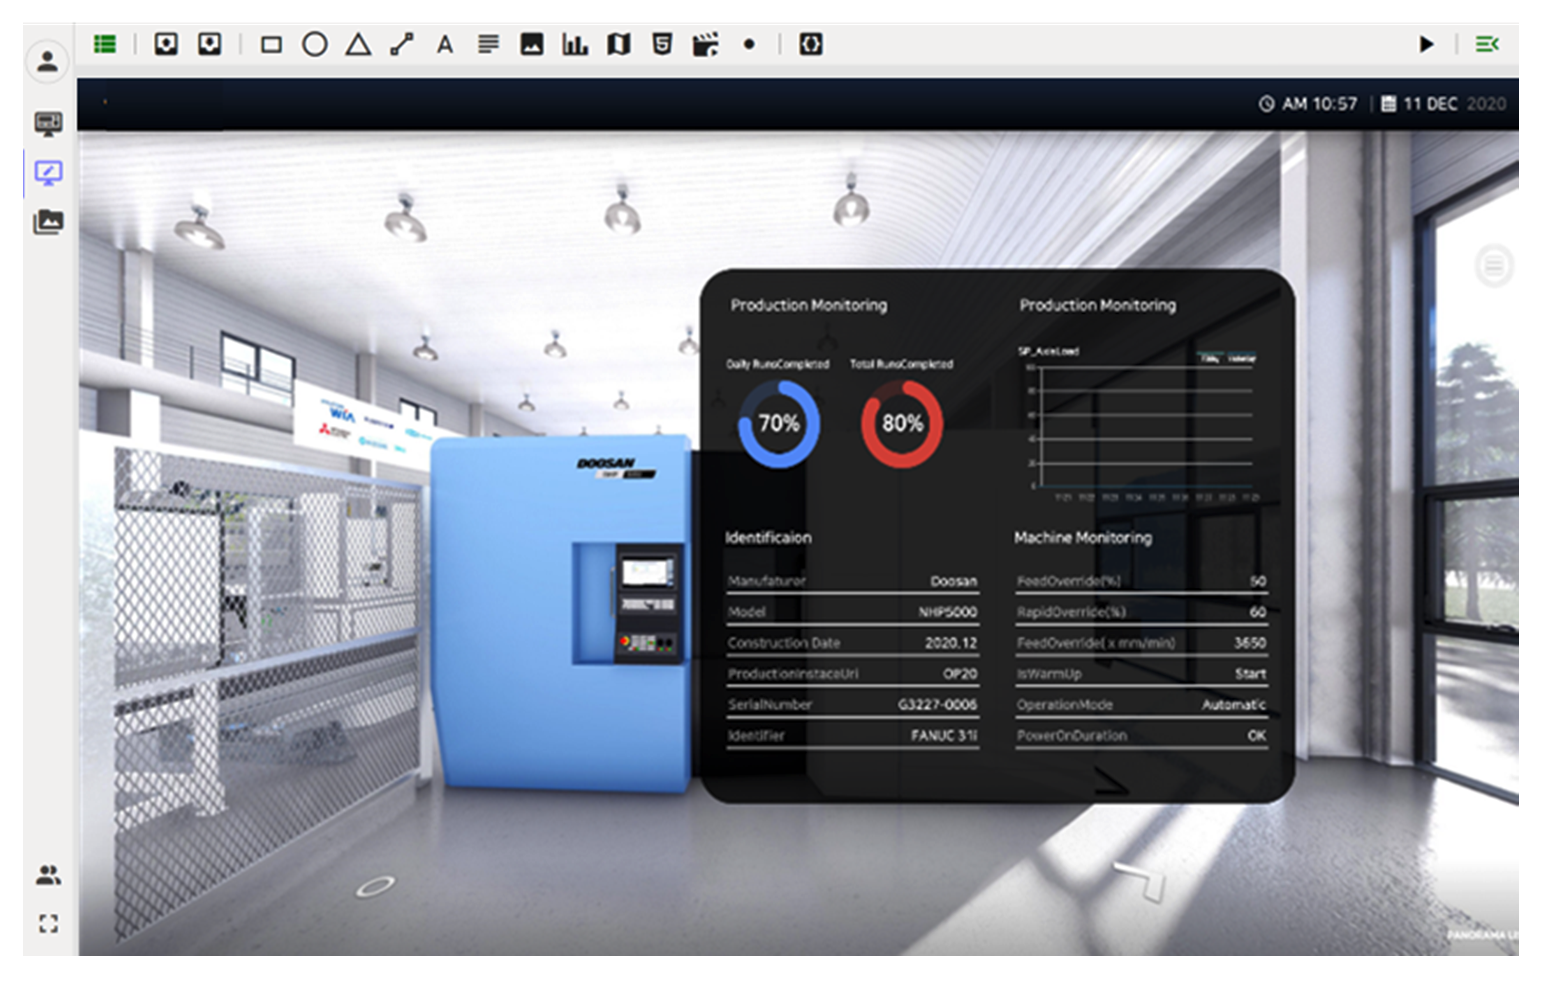 AM 10:57 | 11 DEC 2020
Production Monitoring
Production Monitoring
Daily RunsCompleted
Total RunsCompleted
SP_AxisLoad
70%
80%
DOOSAN
WIA
Identificaion
Manufaturer Doosan
Model NHP5000
Construction Date 2020.12
ProductionInstaceUri OP20
SerialNumber G3227-0006
Identifier FANUC 31i
Machine Monitoring
FeedOverride(%) 50
RapidOverride(%) 60
FeedOverride( x mm/min) 3650
IsWarmUp Start
OperationMode Automatic
PowerOnDuration OK
PANORAMA